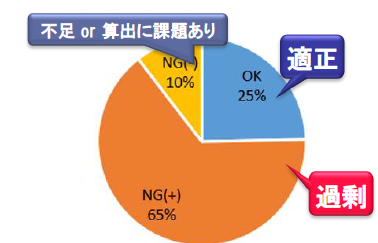 不足 or 算出に課題あり
NG(-)
10%
OK
25%
適正
NG(+)
65%
過剰